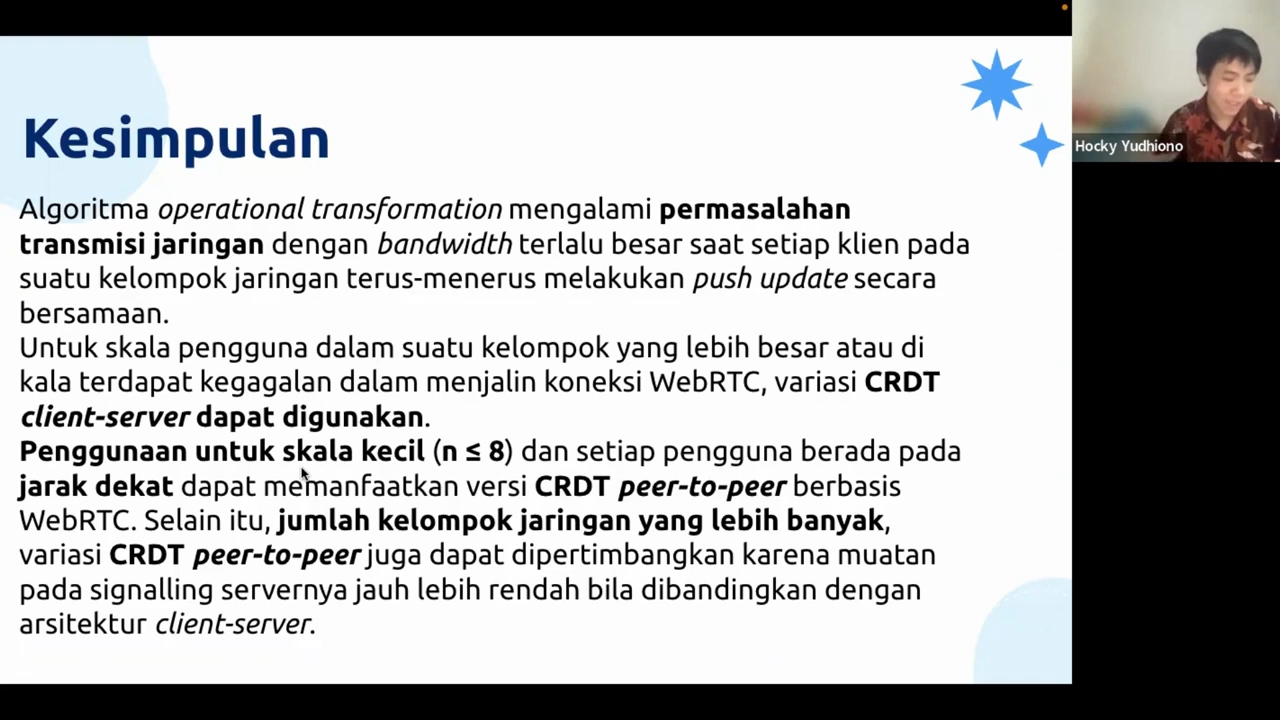 Kesimpulan
Algoritma operational transformation mengalami permasalahan
transmisi jaringan dengan bandwidth terlalu besar saat setiap klien pada
suatu kelompok jaringan terus-menerus melakukan push update secara
bersamaan.
Untuk skala pengguna dalam suatu kelompok yang lebih besar atau di
kala terdapat kegagalan dalam menjalin koneksi WebRTC, variasi CRDT
client-server dapat digunakan.
Penggunaan untuk skala kecil (n ≤ 8) dan setiap pengguna berada pada
jarak dekat dapat memanfaatkan versi CRDT peer-to-peer berbasis
WebRTC. Selain itu, jumlah kelompok jaringan yang lebih banyak,
variasi CRDT peer-to-peer juga dapat dipertimbangkan karena muatan
pada signalling servernya jauh lebih rendah bila dibandingkan dengan
arsitektur client-server.
Hocky Yudhiono